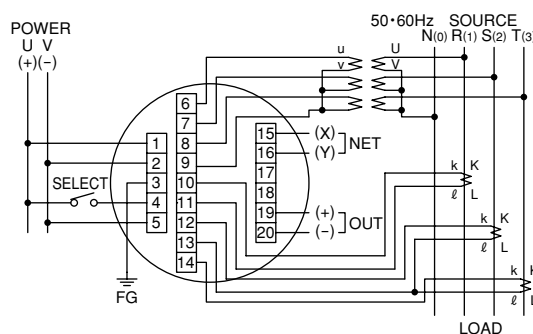 50•60Hz SOURCE
N(0) R(1) S(2) T(3)
POWER
U V
(+) (−)
u U
v V
6
7
8
9
10
11
12
13
14
1
2
3
4
5
15 (X)
16 (Y)
NET
17
18
19 (+)
20 (−)
OUT
SELECT
FG
k K
ℓ L
k K
ℓ L
k K
ℓ L
LOAD